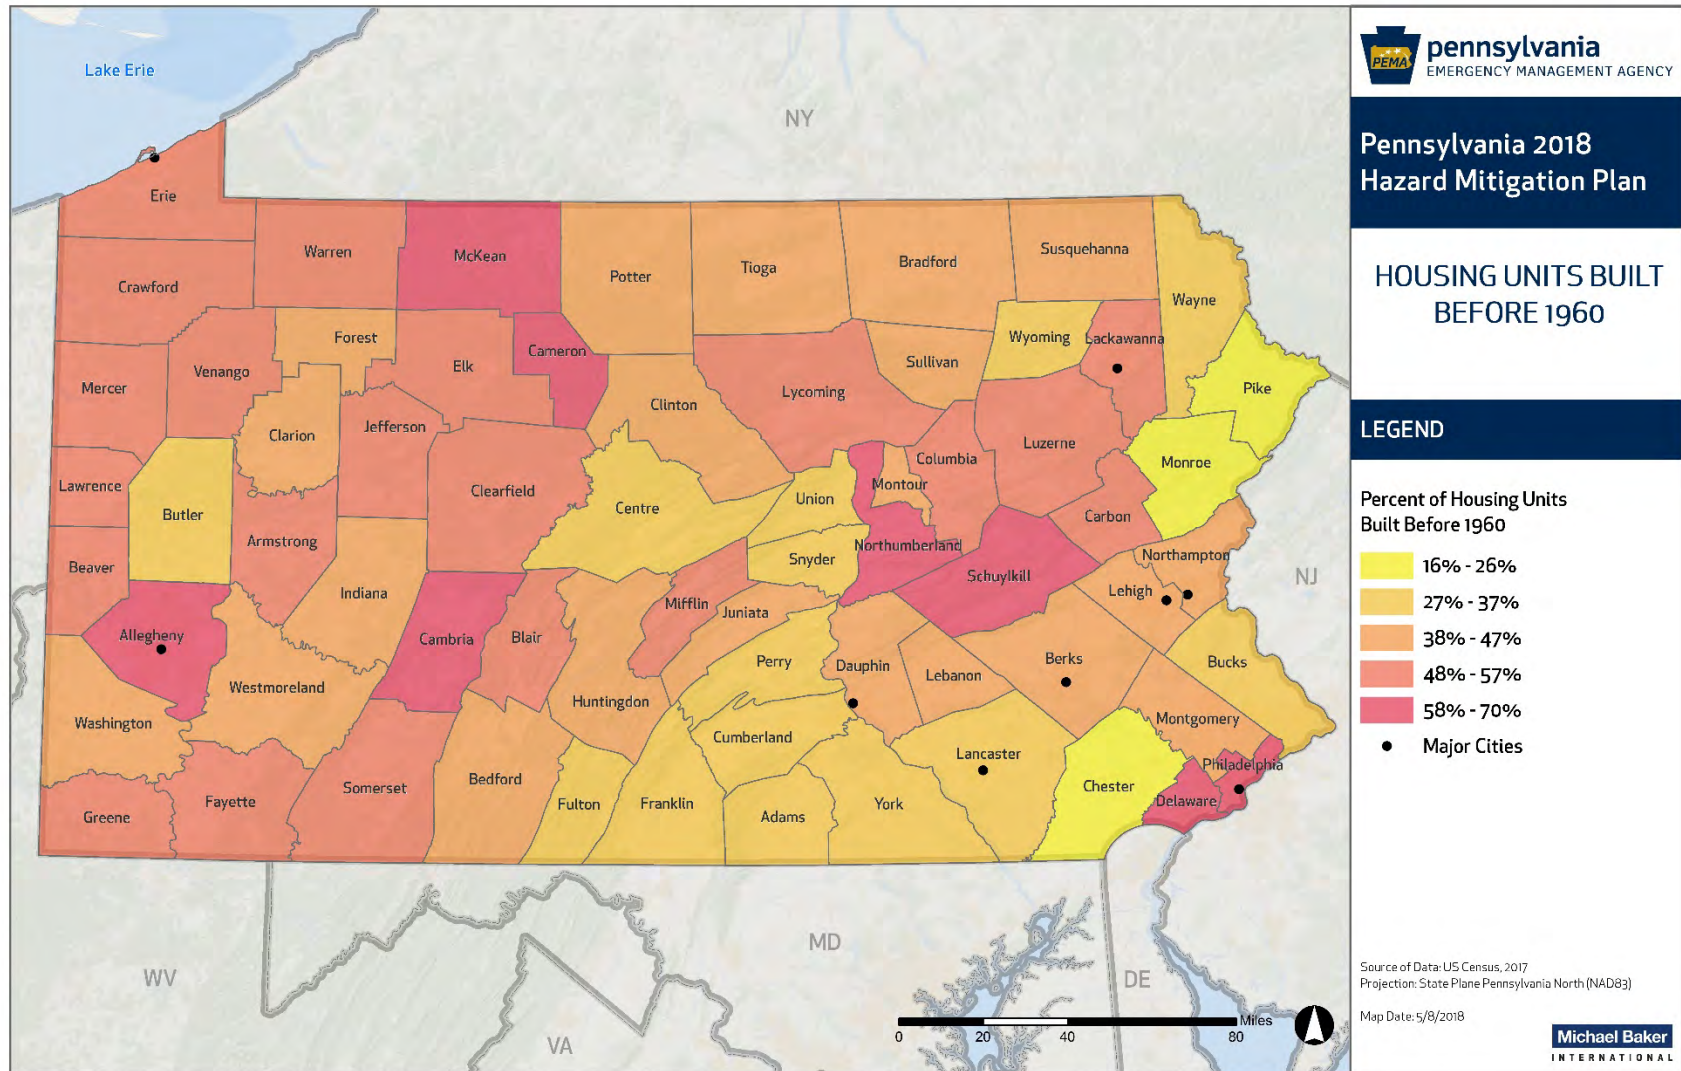 Lake Erie
NY
Erie
Warren
McKean
Potter
Tioga
Bradford
Susquehanna
Wayne
Crawford
Forest
Cameron
Wyoming
Lackawanna
Venango
Elk
Sullivan
Mercer
Clinton
Lycoming
Pike
Clarion
Jefferson
Luzerne
Columbia
Monroe
Lawrence
Clearfield
Montour
Union
Centre
Butler
Carbon
Armstrong
Northumberland
Northampton
Beaver
Snyder
Schuylkill
NJ
Indiana
Lehigh
Mifflin
Juniata
Allegheny
Cambria
Blair
Perry
Dauphin
Berks
Bucks
Westmoreland
Lebanon
Huntingdon
Washington
Montgomery
Cumberland
Lancaster
Philadelphia
Bedford
Somerset
Chester
Fayette
Fulton
Franklin
York
Delaware
Greene
Adams
MD
WV
DE
VA
Miles
0 20 40 80
PEMA
pennsylvania
EMERGENCY MANAGEMENT AGENCY
Pennsylvania 2018
Hazard Mitigation Plan
HOUSING UNITS BUILT
BEFORE 1960
LEGEND
Percent of Housing Units
Built Before 1960
16% - 26%
27% - 37%
38% - 47%
48% - 57%
58% - 70%
Major Cities
Source of Data: US Census, 2017
Projection: State Plane Pennsylvania North (NAD83)
Map Date: 5/8/2018
Michael Baker
INTERNATIONAL